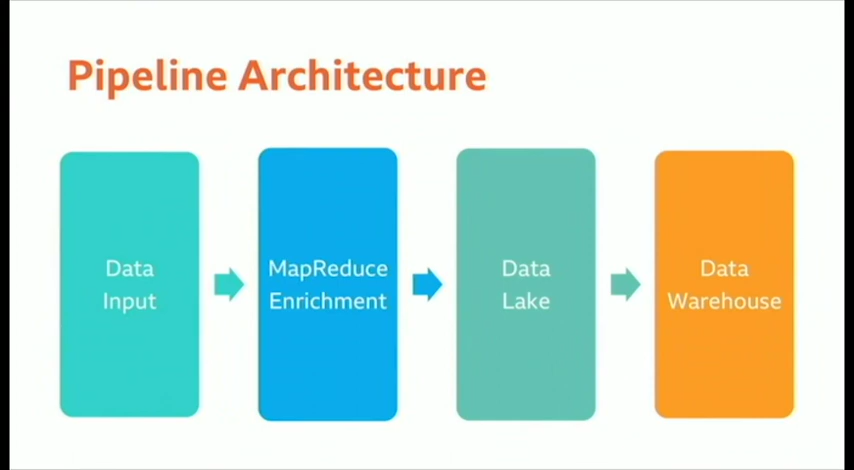 Pipeline Architecture
Data
Input
MapReduce
Enrichment
Data
Lake
Data
Warehouse